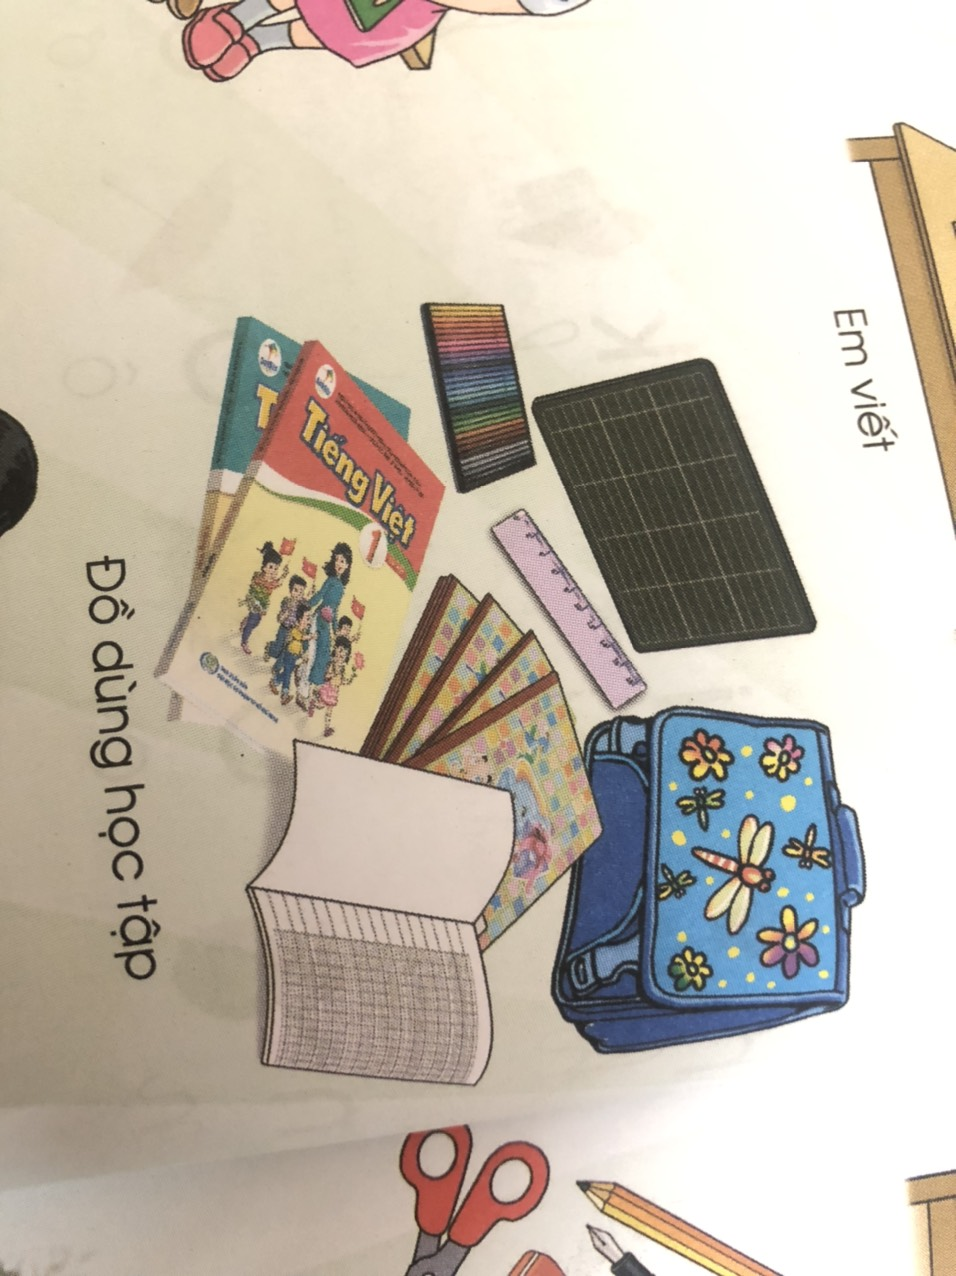 Em viết
Tiếng Việt
1
T
Đồ dùng học tập